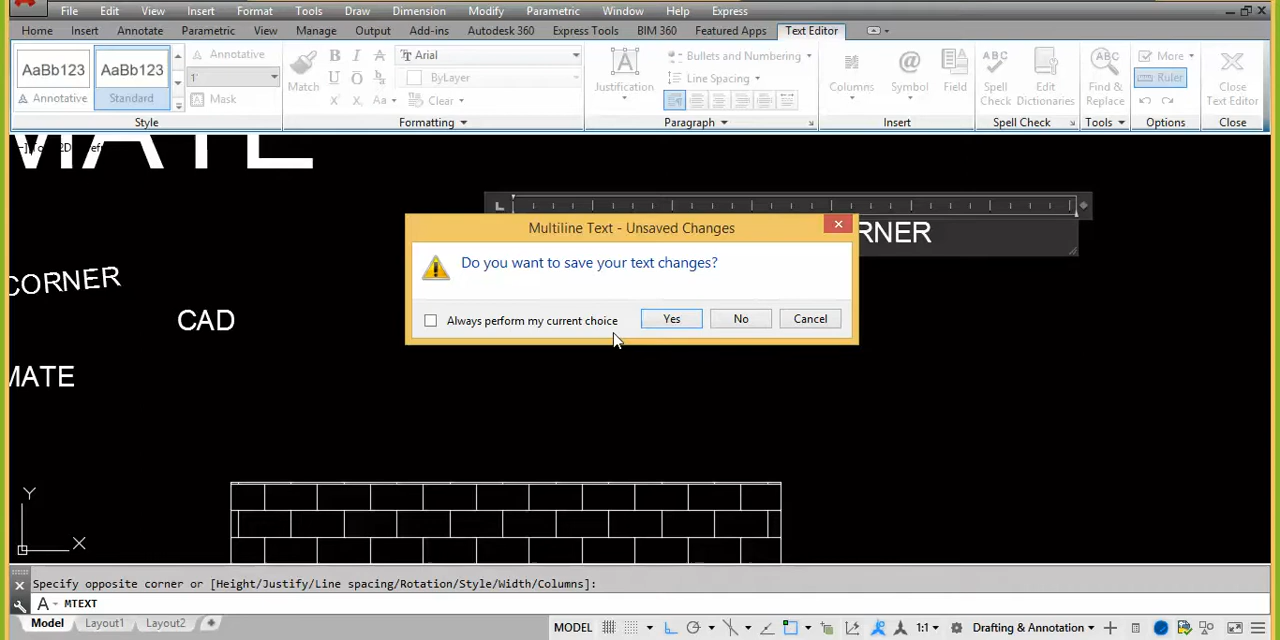 File Edit View Insert Format Tools Draw Dimension Modify Parametric Window Help Express
Home Insert Annotate Parametric View Manage Output Add-ins Autodesk 360 Express Tools BIM 360 Featured Apps Text Editor
AaBb123 AaBb123 Annotative B I A Arial ABC Bullets and Numbering @ ABC ABC More
1' U O ByLayer Match Justification Line Spacing Columns Symbol Field Spell Check Edit Dictionaries Find & Replace Ruler Close Text Editor
Annotative Standard Mask X X Aa Clear
Style Formatting Paragraph Insert Spell Check Tools Options Close
MATE
L
Multiline Text - Unsaved Changes
RNER
Do you want to save your text changes?
CORNER
CAD
Always perform my current choice Yes No Cancel
MATE
Y
X
Specify opposite corner or [Height/Justify/Line spacing/Rotation/Style/Width/Columns]:
A MTEXT
Model Layout1 Layout2 + MODEL 1:1 Drafting & Annotation